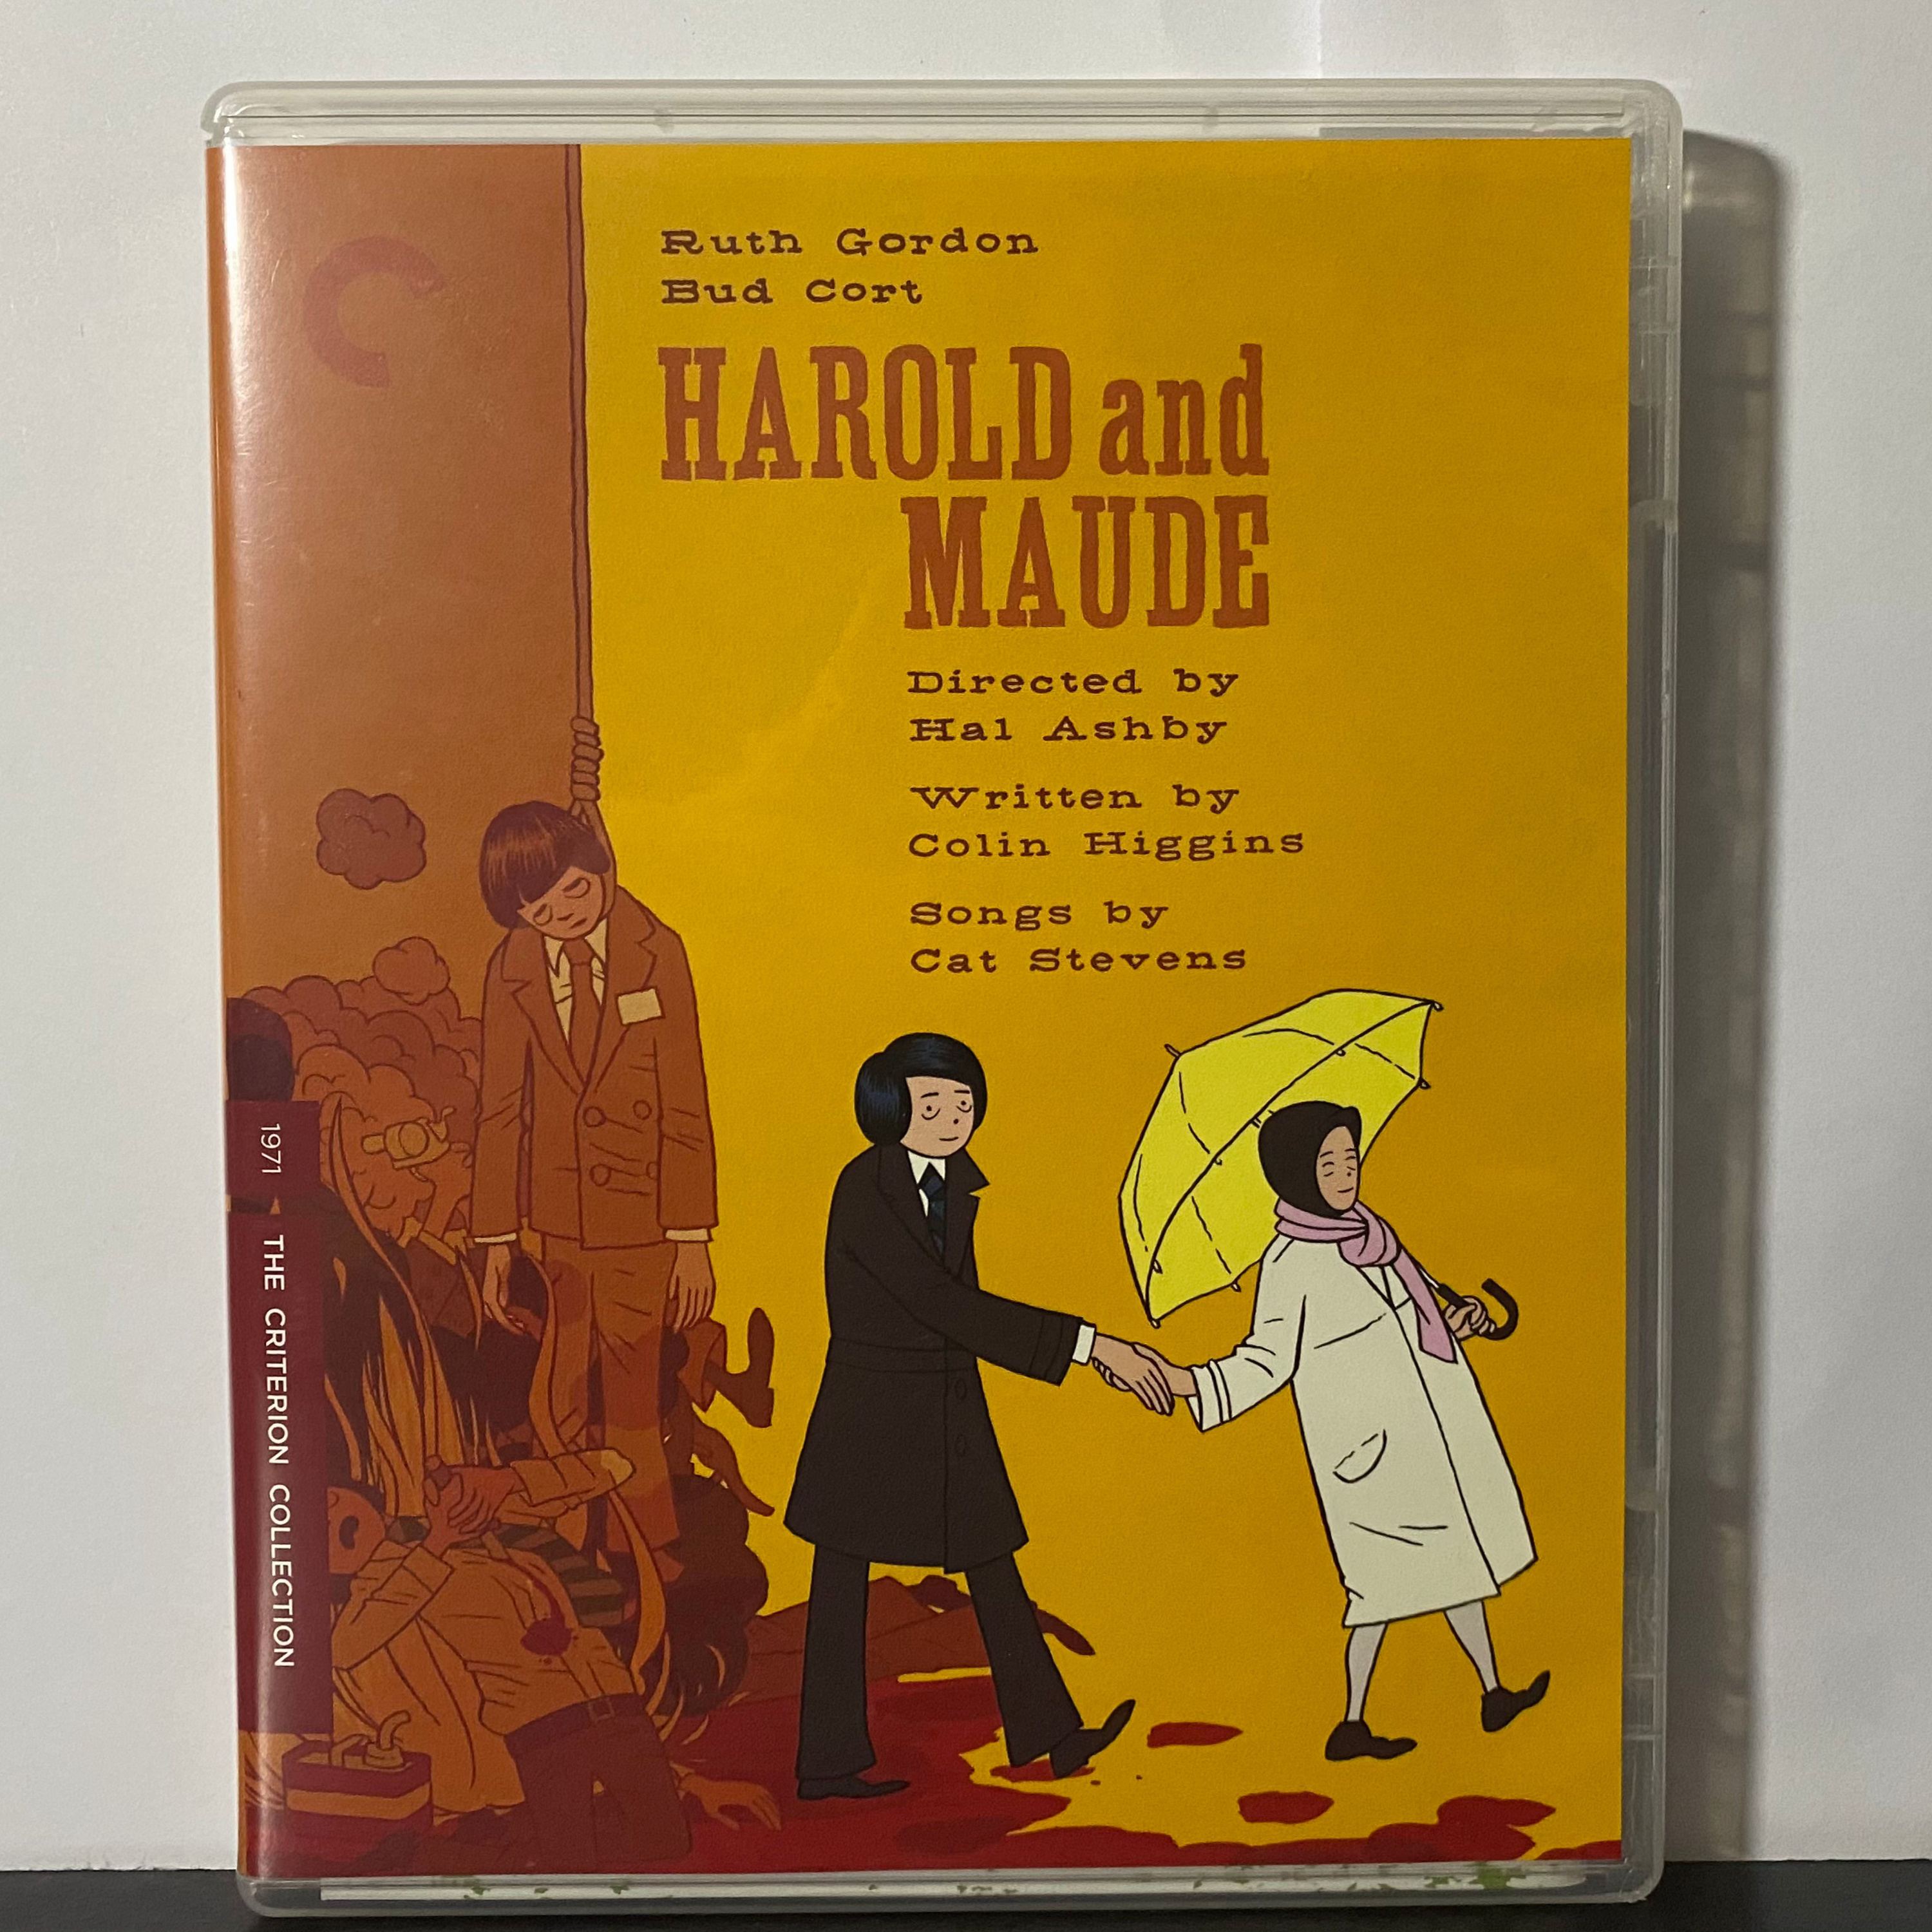 Ruth Gordon
Bud Cort
HAROLD and
MAUDE
Directed by
Hal Ashby
Written by
Colin Higgins
Songs by
Cat Stevens
1971 THE CRITERION COLLECTION